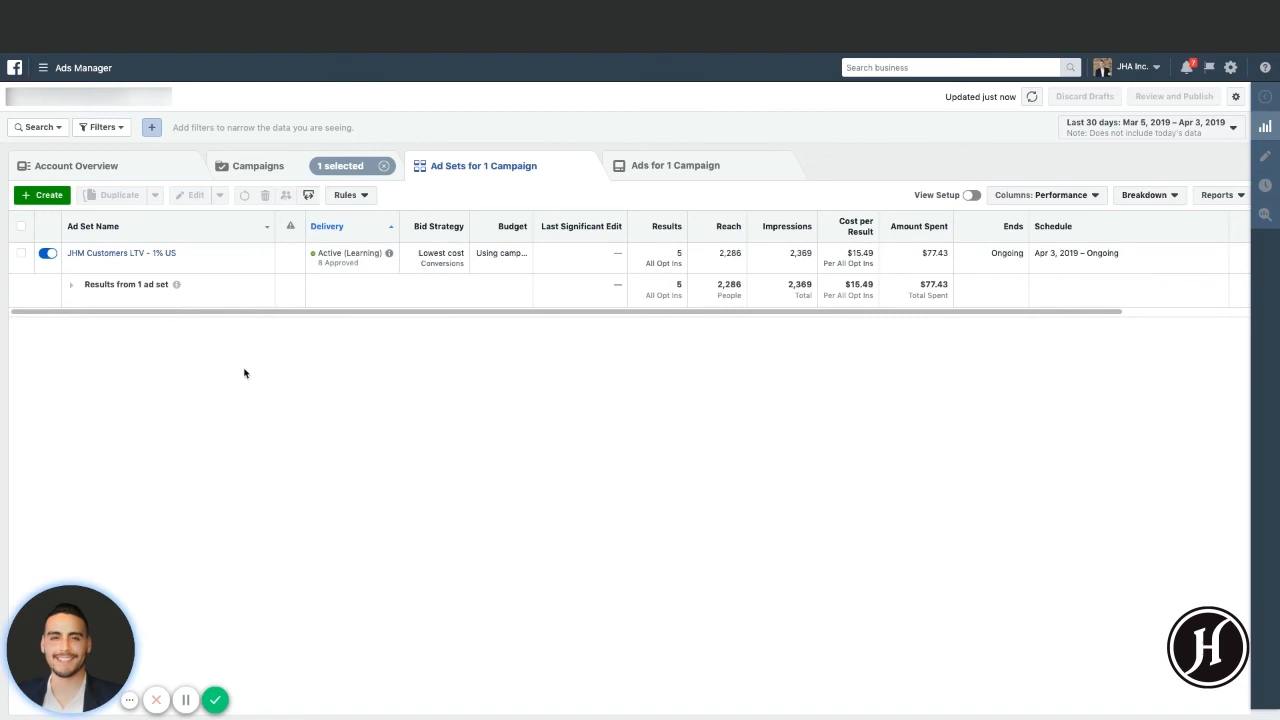 Ads Manager
Search business
JHA Inc.
7
Updated just now
Discard Drafts
Review and Publish
Search
Filters
Add filters to narrow the data you are seeing.
Last 30 days: Mar 5, 2019 – Apr 3, 2019
Note: Does not include today's data
Account Overview
Campaigns
1 selected
Ad Sets for 1 Campaign
Ads for 1 Campaign
+ Create
Duplicate
Edit
Rules
View Setup
Columns: Performance
Breakdown
Reports
Ad Set Name
Delivery
Bid Strategy
Budget
Last Significant Edit
Results
Reach
Impressions
Cost per
Result
Amount Spent
Ends
Schedule
JHM Customers LTV - 1% US
Active (Learning)
8 Approved
Lowest cost
Conversions
Using camp...
—
5
All Opt Ins
2,286
2,369
$15.49
Per All Opt Ins
$77.43
Ongoing
Apr 3, 2019 – Ongoing
Results from 1 ad set
—
5
All Opt Ins
2,286
People
2,369
Total
$15.49
Per All Opt Ins
$77.43
Total Spent
H